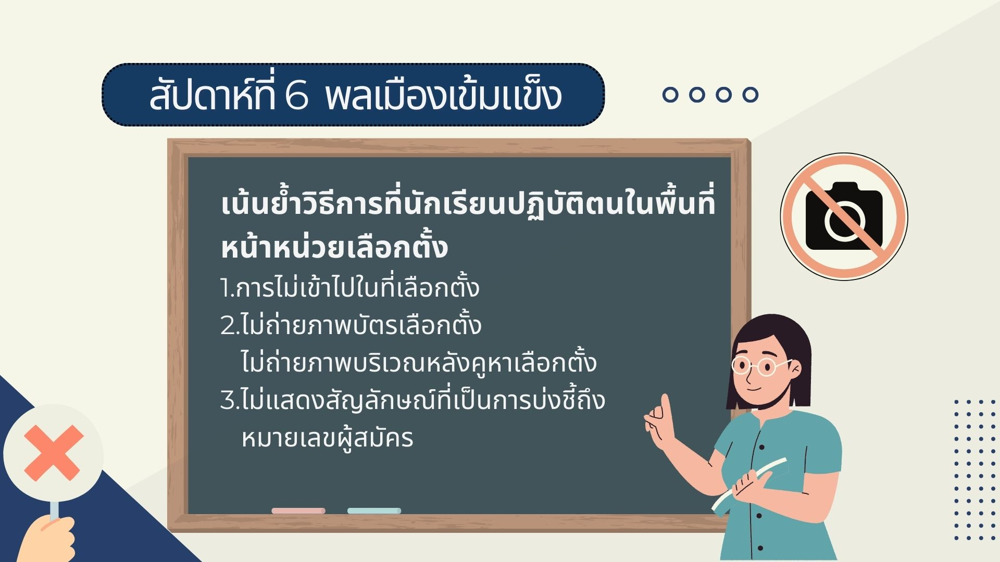 สัปดาห์ที่ 6 พลเมืองเข้มแข็ง
เน้นย้ำวิธีการที่นักเรียนปฏิบัติตนในพื้นที่
หน้าหน่วยเลือกตั้ง
1.การไม่เข้าไปในที่เลือกตั้ง
2.ไม่ถ่ายภาพบัตรเลือกตั้ง
ไม่ถ่ายภาพบริเวณหลังคูหาเลือกตั้ง
3.ไม่แสดงสัญลักษณ์ที่เป็นการบ่งชี้ถึง
หมายเลขผู้สมัคร